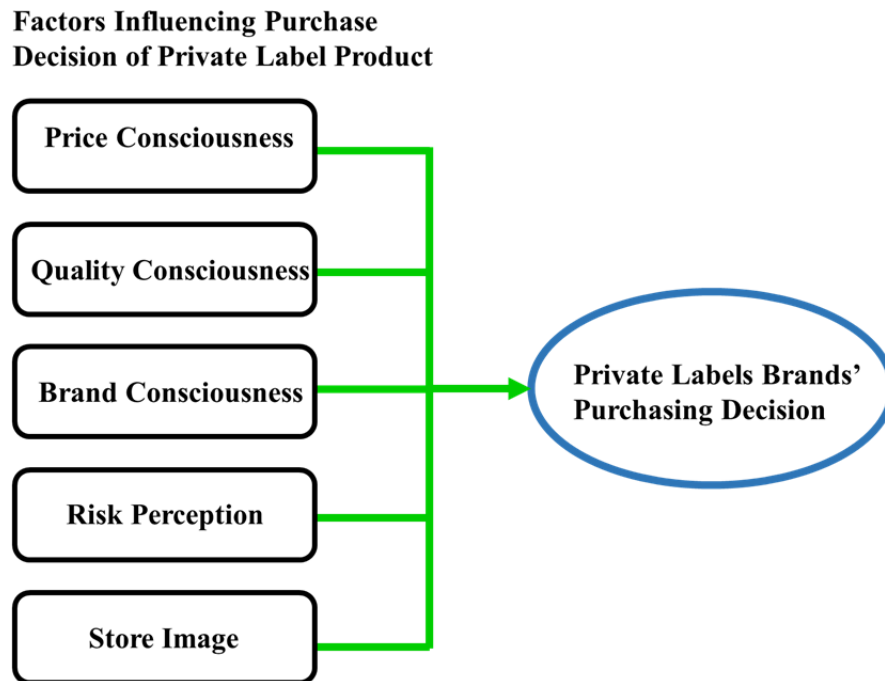 Factors Influencing Purchase
Decision of Private Label Product
Price Consciousness
Quality Consciousness
Brand Consciousness
Risk Perception
Store Image
Private Labels Brands’
Purchasing Decision